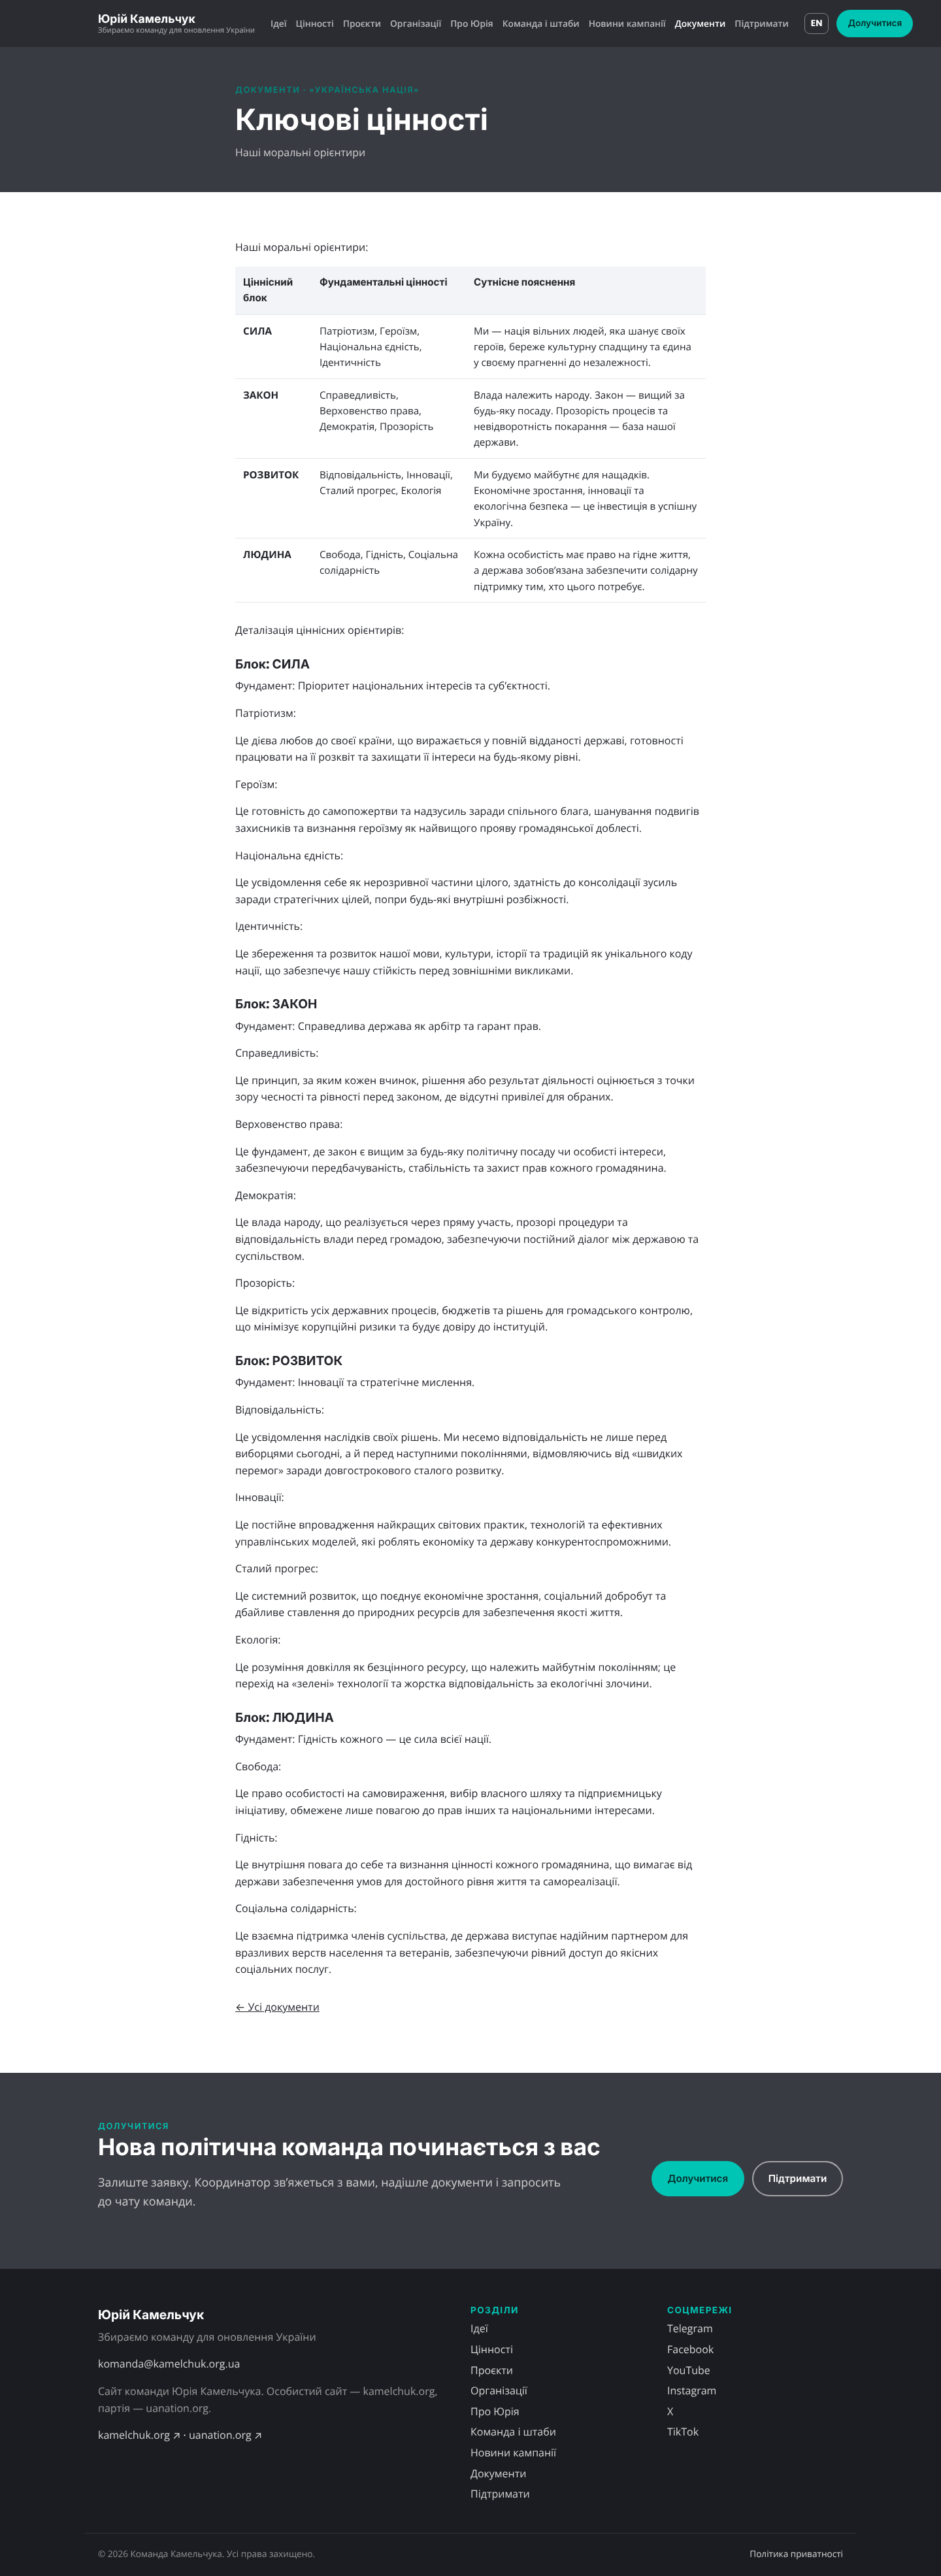 Юрій Камельчук
Збираємо команду для оновлення України
Ідеї Цінності Проєкти Організації Про Юрія Команда і штаби Новини кампанії Документи Підтримати EN Долучитися
ДОКУМЕНТИ · «УКРАЇНСЬКА НАЦІЯ»
Ключові цінності
Наші моральні орієнтири
Наші моральні орієнтири:
Ціннісний блок Фундаментальні цінності Сутнісне пояснення
СИЛА
Патріотизм, Героїзм,
Національна єдність,
Ідентичність
Ми — нація вільних людей, яка шанує своїх
героїв, береже культурну спадщину та єдина
у своєму прагненні до незалежності.
ЗАКОН
Справедливість,
Верховенство права,
Демократія, Прозорість
Влада належить народу. Закон — вищий за
будь-яку посаду. Прозорість процесів та
невідворотність покарання — база нашої
держави.
РОЗВИТОК
Відповідальність, Інновації,
Сталий прогрес, Екологія
Ми будуємо майбутнє для нащадків.
Економічне зростання, інновації та
екологічна безпека — це інвестиція в успішну
Україну.
ЛЮДИНА
Свобода, Гідність, Соціальна
солідарність
Кожна особистість має право на гідне життя,
а держава зобов’язана забезпечити солідарну
підтримку тим, хто цього потребує.
Деталізація ціннісних орієнтирів:
Блок: СИЛА
Фундамент: Пріоритет національних інтересів та суб’єктності.
Патріотизм:
Це дієва любов до своєї країни, що виражається у повній відданості державі, готовності
працювати на її розквіт та захищати її інтереси на будь-якому рівні.
Героїзм:
Це готовність до самопожертви та надзусиль заради спільного блага, шанування подвигів
захисників та визнання героїзму як найвищого прояву громадянської доблесті.
Національна єдність:
Це усвідомлення себе як нерозривної частини цілого, здатність до консолідації зусиль
заради стратегічних цілей, попри будь-які внутрішні розбіжності.
Ідентичність:
Це збереження та розвиток нашої мови, культури, історії та традицій як унікального коду
нації, що забезпечує нашу стійкість перед зовнішніми викликами.
Блок: ЗАКОН
Фундамент: Справедлива держава як арбітр та гарант прав.
Справедливість:
Це принцип, за яким кожен вчинок, рішення або результат діяльності оцінюється з точки
зору чесності та рівності перед законом, де відсутні привілеї для обраних.
Верховенство права:
Це фундамент, де закон є вищим за будь-яку політичну посаду чи особисті інтереси,
забезпечуючи передбачуваність, стабільність та захист прав кожного громадянина.
Демократія:
Це влада народу, що реалізується через пряму участь, прозорі процедури та
відповідальність влади перед громадою, забезпечуючи постійний діалог між державою та
суспільством.
Прозорість:
Це відкритість усіх державних процесів, бюджетів та рішень для громадського контролю,
що мінімізує корупційні ризики та будує довіру до інституцій.
Блок: РОЗВИТОК
Фундамент: Інновації та стратегічне мислення.
Відповідальність:
Це усвідомлення наслідків своїх рішень. Ми несемо відповідальність не лише перед
виборцями сьогодні, а й перед наступними поколіннями, відмовляючись від «швидких
перемог» заради довгострокового сталого розвитку.
Інновації:
Це постійне впровадження найкращих світових практик, технологій та ефективних
управлінських моделей, які роблять економіку та державу конкурентоспроможними.
Сталий прогрес:
Це системний розвиток, що поєднує економічне зростання, соціальний добробут та
дбайливе ставлення до природних ресурсів для забезпечення якості життя.
Екологія:
Це розуміння довкілля як безцінного ресурсу, що належить майбутнім поколінням; це
перехід на «зелені» технології та жорстка відповідальність за екологічні злочини.
Блок: ЛЮДИНА
Фундамент: Гідність кожного — це сила всієї нації.
Свобода:
Це право особистості на самовираження, вибір власного шляху та підприємницьку
ініціативу, обмежене лише повагою до прав інших та національними інтересами.
Гідність:
Це внутрішня повага до себе та визнання цінності кожного громадянина, що вимагає від
держави забезпечення умов для достойного рівня життя та самореалізації.
Соціальна солідарність:
Це взаємна підтримка членів суспільства, де держава виступає надійним партнером для
вразливих верств населення та ветеранів, забезпечуючи рівний доступ до якісних
соціальних послуг.
← Усі документи
ДОЛУЧИТИСЯ
Нова політична команда починається з вас
Залиште заявку. Координатор зв’яжеться з вами, надішле документи і запросить
до чату команди.
Долучитися Підтримати
Юрій Камельчук
Збираємо команду для оновлення України
komanda@kamelchuk.org.ua
Сайт команди Юрія Камельчука. Особистий сайт — kamelchuk.org,
партія — uanation.org.
kamelchuk.org ↗ · uanation.org ↗
РОЗДІЛИ
Ідеї
Цінності
Проєкти
Організації
Про Юрія
Команда і штаби
Новини кампанії
Документи
Підтримати
СОЦМЕРЕЖІ
Telegram
Facebook
YouTube
Instagram
X
TikTok
© 2026 Команда Камельчука. Усі права захищено.
Політика приватності